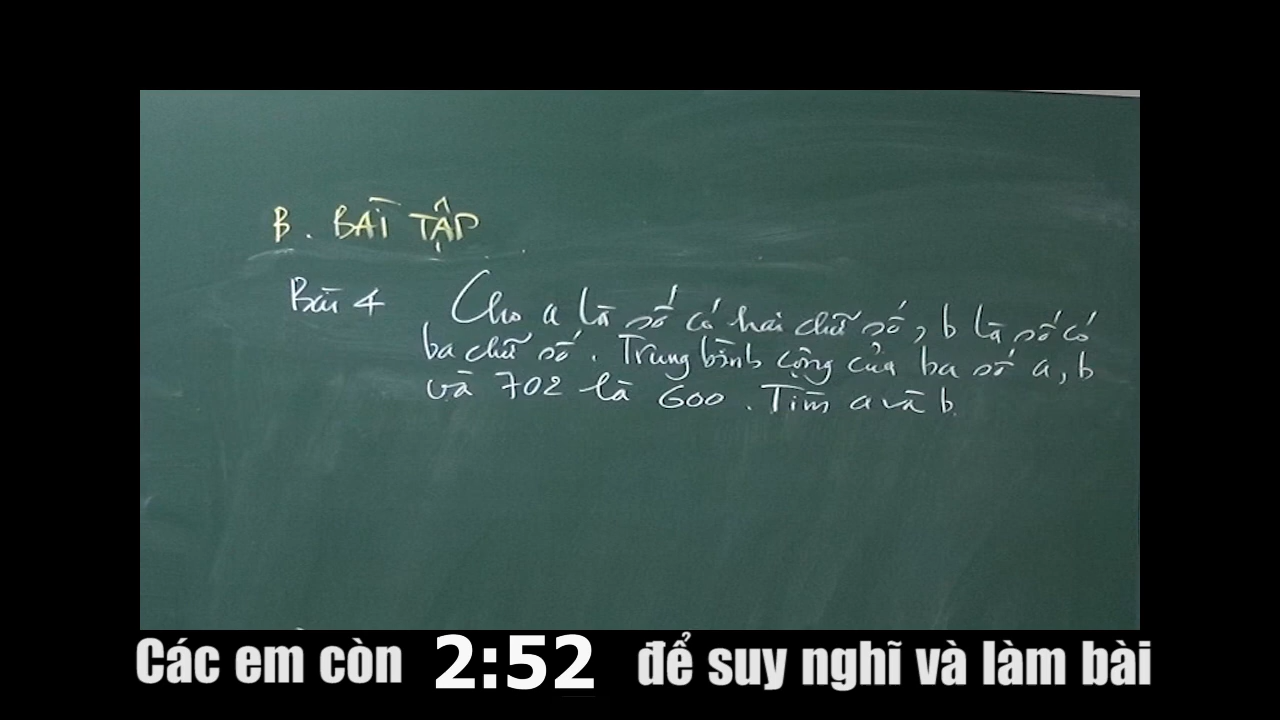 B. BÀI TẬP
Bài 4 Cho a là số có hai chữ số, b là số có
ba chữ số. Trung bình cộng của ba số a, b
và 702 là 600. Tìm a và b.
Các em còn 2:52 để suy nghĩ và làm bài